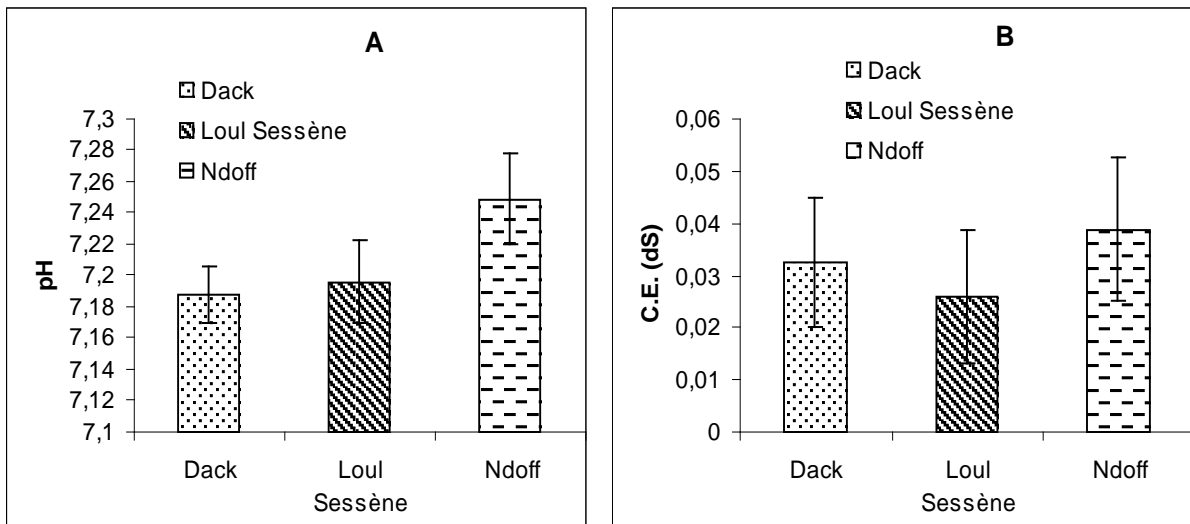 A
Dack
Loul Sessène
Ndoff
7,3
7,28
7,26
7,24
7,22
7,2
7,18
7,16
7,14
7,12
7,1
pH
Dack
Loul
Sessène
Ndoff
B
Dack
Loul Sessène
Ndoff
0,06
0,05
0,04
0,03
0,02
0,01
0
C.E. (dS)
Dack
Loul
Sessène
Ndoff